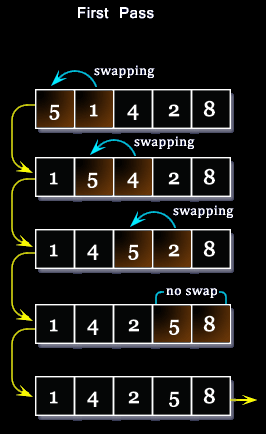 First Pass
swapping
5 1 4 2 8
swapping
1 5 4 2 8
swapping
1 4 5 2 8
no swap
1 4 2 5 8
1 4 2 5 8